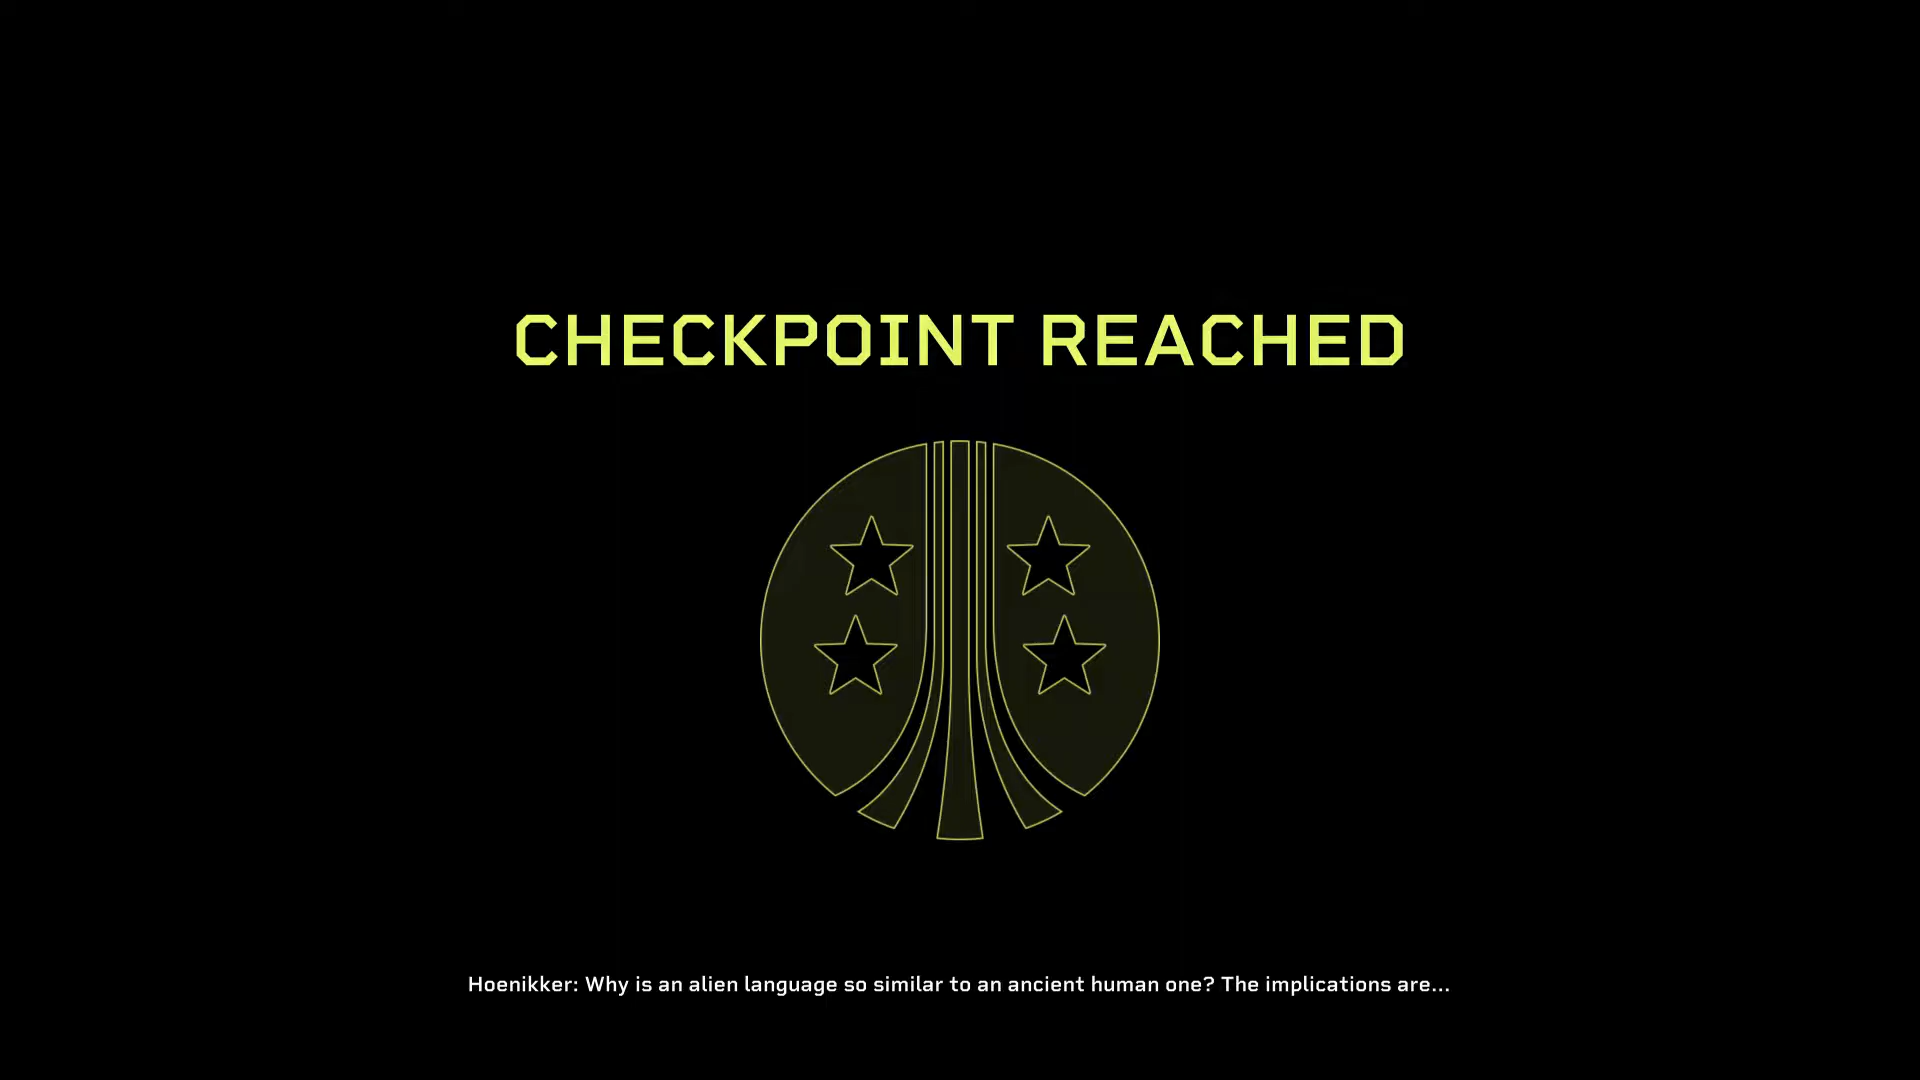 CHECKPOINT REACHED
Hoenikker: Why is an alien language so similar to an ancient human one? The implications are...